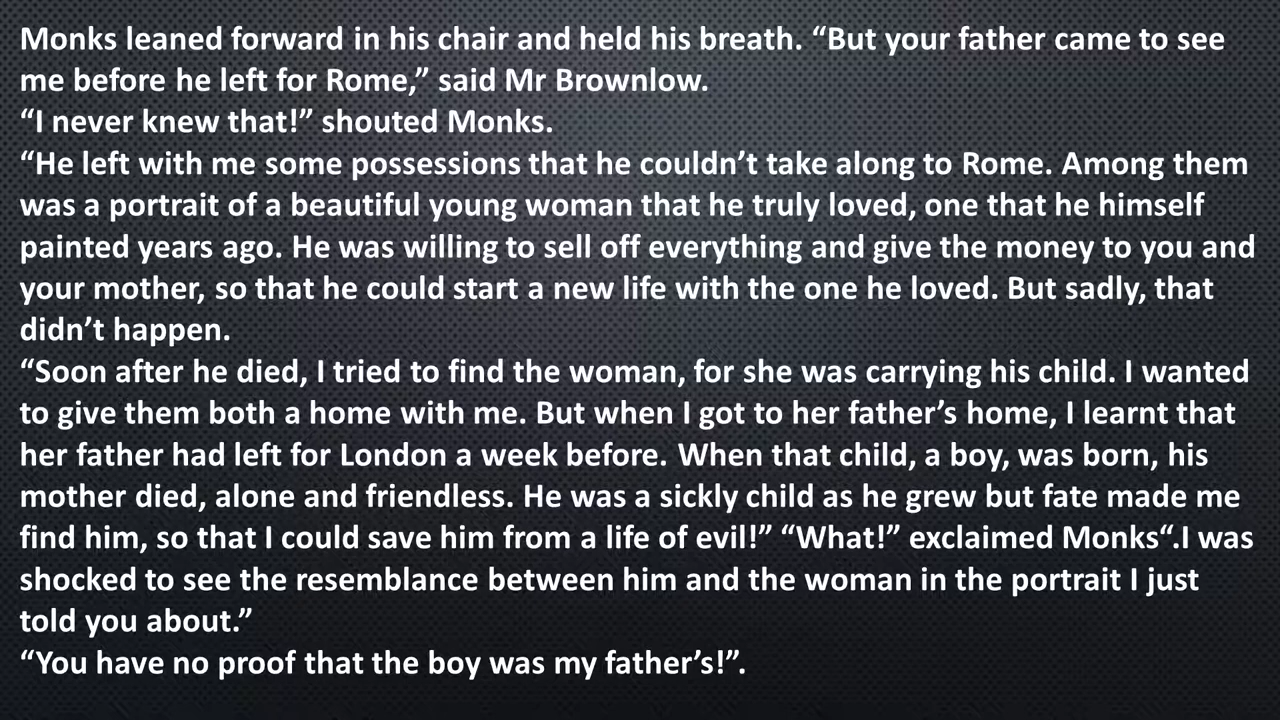 Monks leaned forward in his chair and held his breath. “But your father came to see
me before he left for Rome,” said Mr Brownlow.
“I never knew that!” shouted Monks.
“He left with me some possessions that he couldn’t take along to Rome. Among them
was a portrait of a beautiful young woman that he truly loved, one that he himself
painted years ago. He was willing to sell off everything and give the money to you and
your mother, so that he could start a new life with the one he loved. But sadly, that
didn’t happen.
“Soon after he died, I tried to find the woman, for she was carrying his child. I wanted
to give them both a home with me. But when I got to her father’s home, I learnt that
her father had left for London a week before. When that child, a boy, was born, his
mother died, alone and friendless. He was a sickly child as he grew but fate made me
find him, so that I could save him from a life of evil!” “What!” exclaimed Monks“.I was
shocked to see the resemblance between him and the woman in the portrait I just
told you about.”
“You have no proof that the boy was my father’s!”.